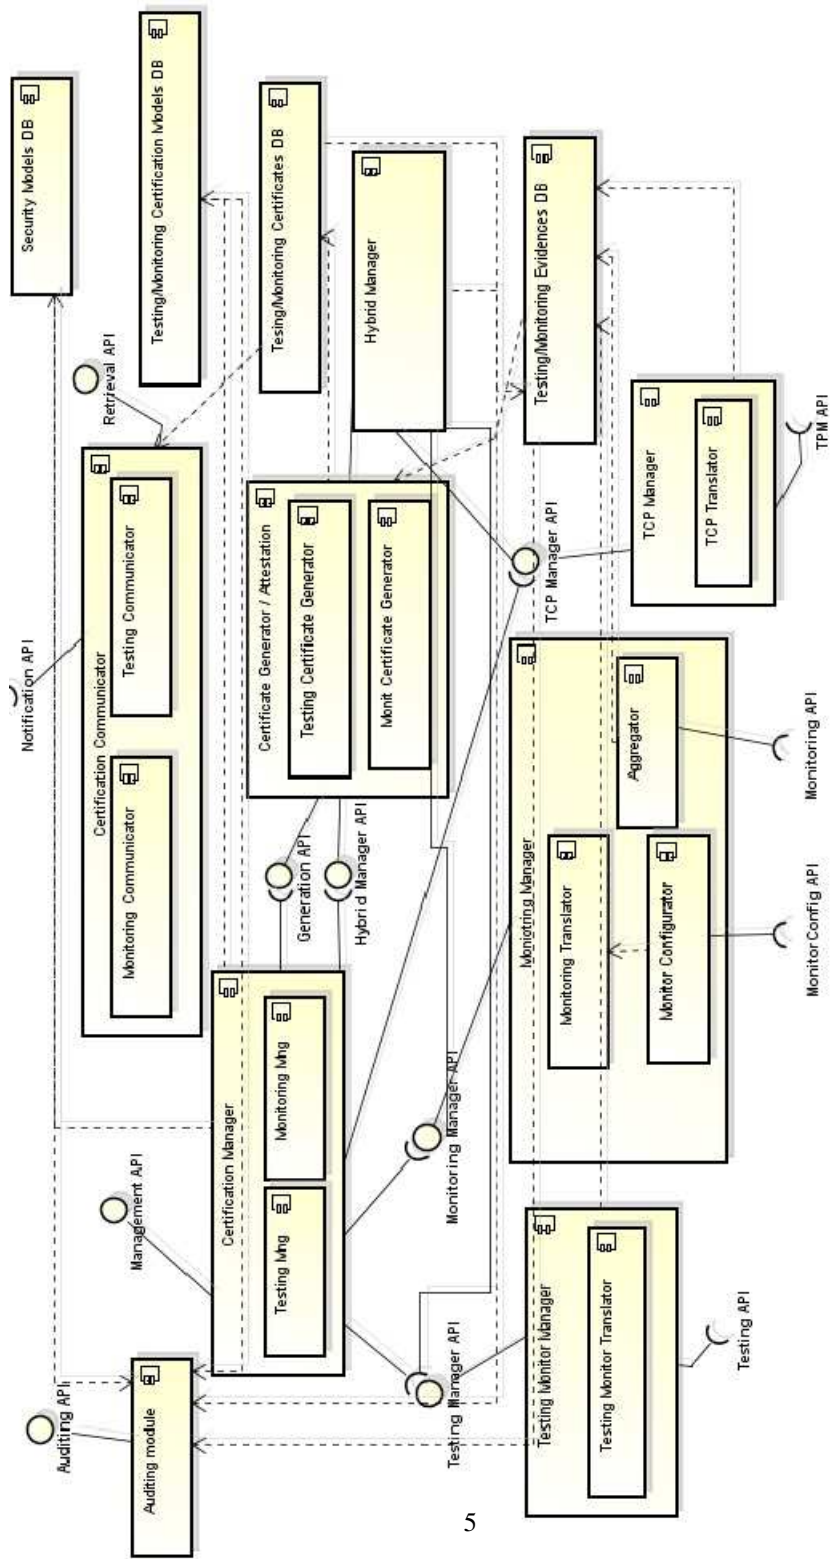 Notification API
Security Models DB
Auditing API
Certification Communicator
Retrieval API
Monitoring Communicator
Testing Communicator
Management API
Auditing module
Testing/Monitoring Certification Models DB
Certification Manager
Certificate Generator / Attestation
Tesing/Monitoring Certificates DB
Testing Mng
Monitoring Mng
Generation API
Testing Certificate Generator
Hybrid Manager API
Hybrid Manager
Monit Certificate Generator
Testing Manager API
Monitoring Manager API
Testing Monitor Manager
Moniotring Manager
TCP Manager API
Testing/Monitoring Evidences DB
Monitoring Translator
Testing Monitor Translator
Aggregator
TCP Manager
Monitor Configurator
TCP Translator
Testing API
Monitor Config API
Monitoring API
TPM API
5